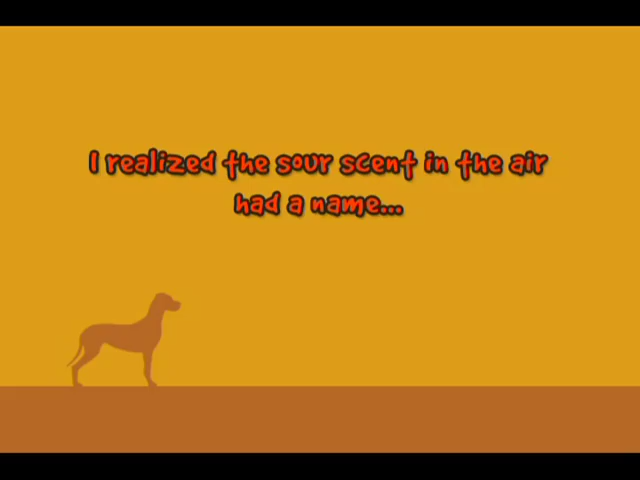 I realized the sour scent in the air
had a name...